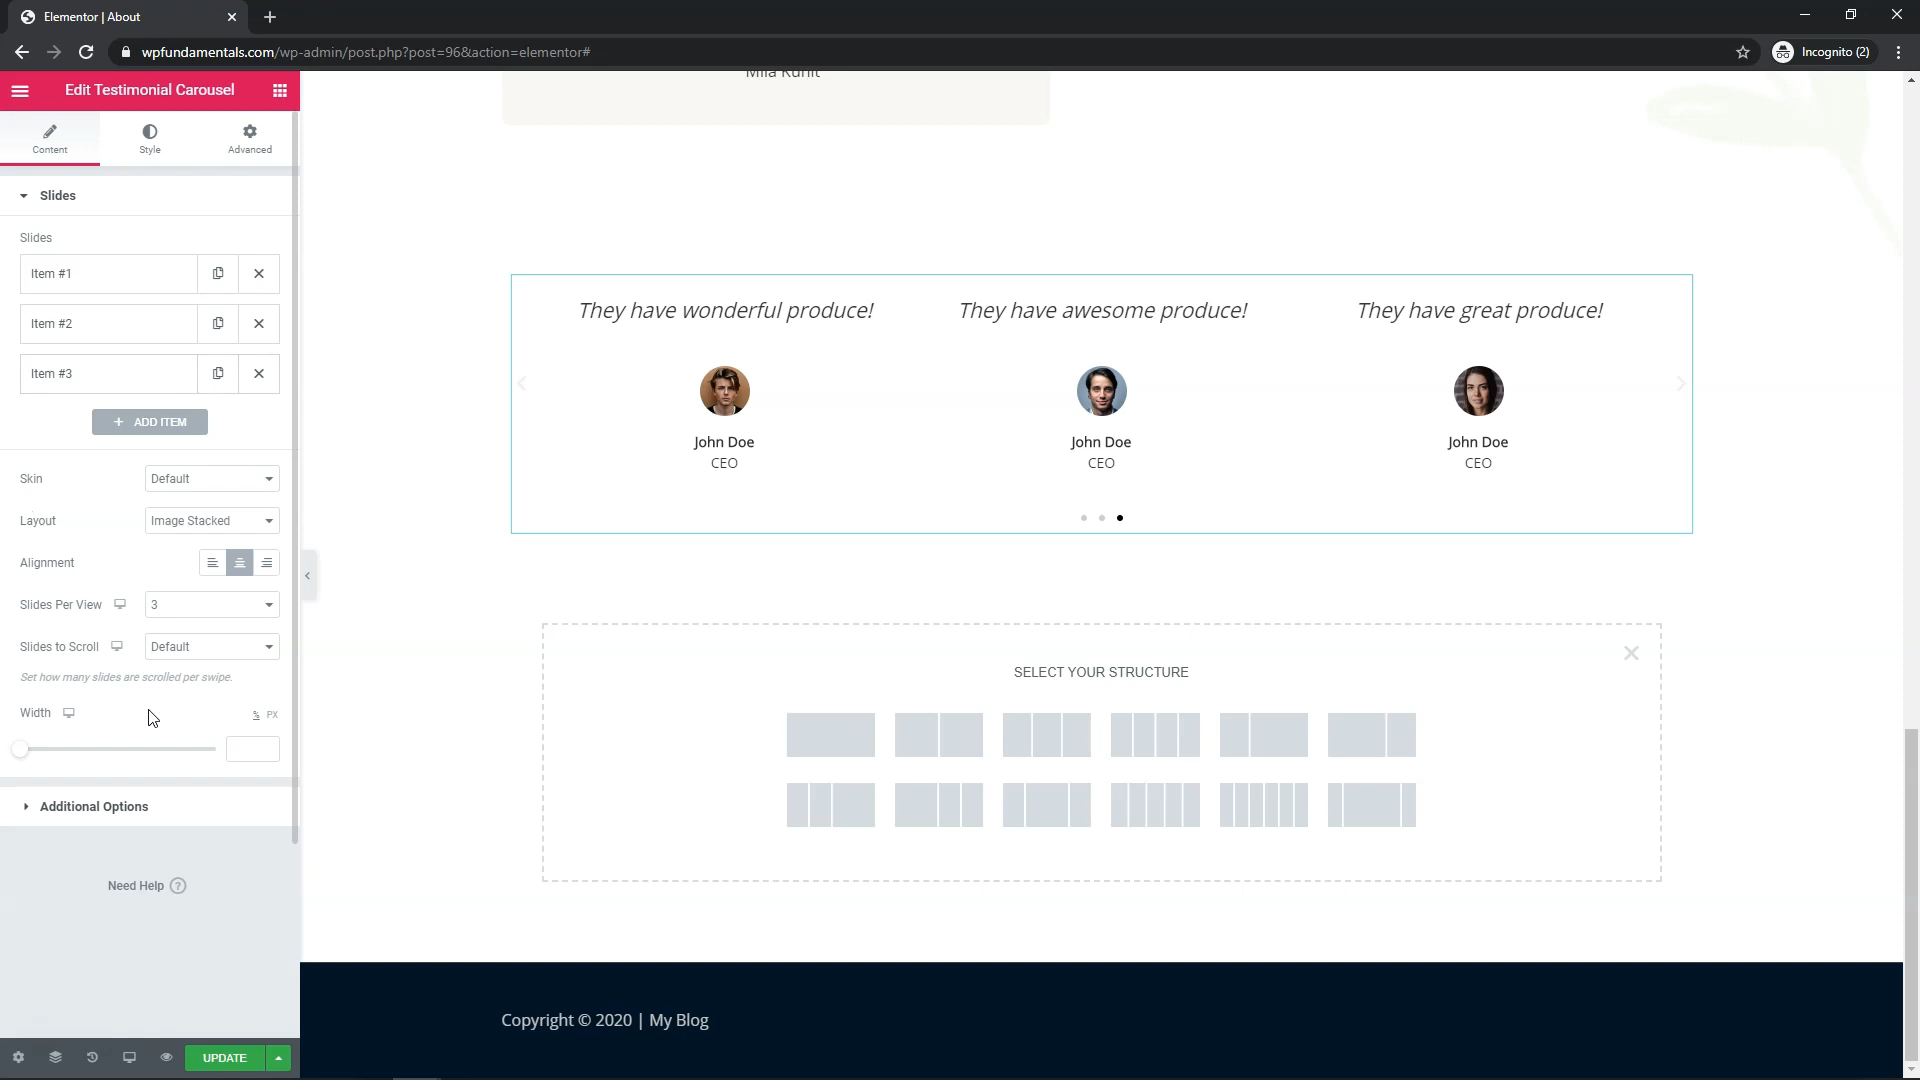 Elementor | About
wpfundamentals.com/wp-admin/post.php?post=96&action=elementor#
Incognito (2)
Edit Testimonial Carousel
Content
Style
Advanced
Slides
Slides
Item #1
Item #2
Item #3
+ ADD ITEM
Skin
Default
Layout
Image Stacked
Alignment
Slides Per View
3
Slides to Scroll
Default
Set how many slides are scrolled per swipe.
Width
% PX
Additional Options
Need Help ?
UPDATE
They have wonderful produce!
They have awesome produce!
They have great produce!
John Doe
CEO
John Doe
CEO
John Doe
CEO
SELECT YOUR STRUCTURE
Copyright © 2020 | My Blog